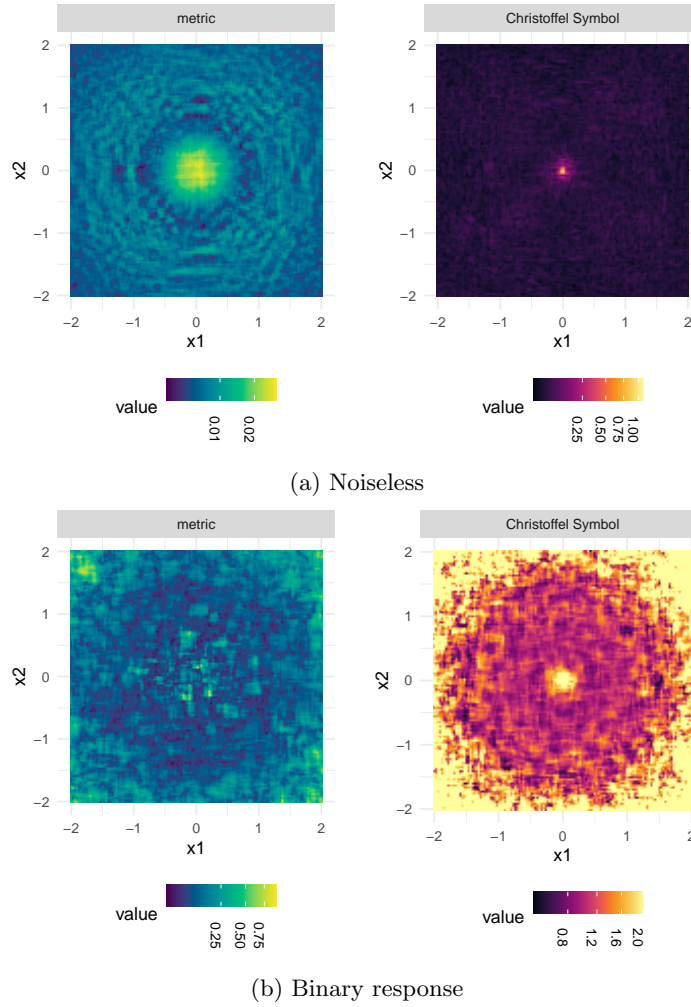 metric Christoffel Symbol
2 2
1 1
x2 0 x2 0
−1 −1
−2 −2
−2 −1 0 1 2 −2 −1 0 1 2
x1 x1
value 0.01 0.02 value 0.25 0.50 0.75 1.00
(a) Noiseless
metric Christoffel Symbol
2 2
1 1
x2 0 x2 0
−1 −1
−2 −2
−2 −1 0 1 2 −2 −1 0 1 2
x1 x1
value 0.25 0.50 0.75 value 0.8 1.2 1.6 2.0
(b) Binary response